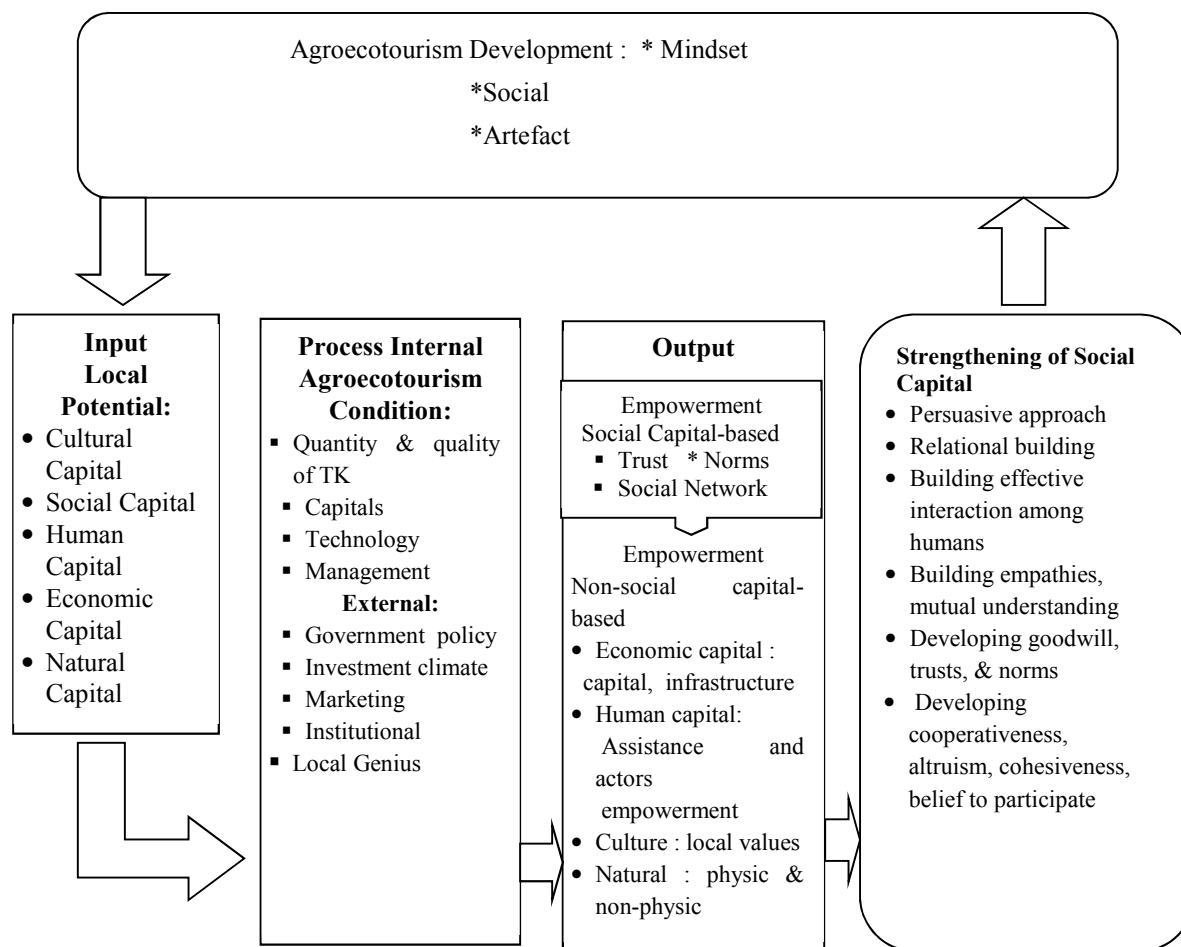 Agroecotourism Development : * Mindset
*Social
*Artefact
Input
Local
Potential:
• Cultural
Capital
• Social Capital
• Human
Capital
• Economic
Capital
• Natural
Capital
Process Internal
Agroecotourism
Condition:
▪ Quantity & quality
of TK
▪ Capitals
▪ Technology
▪ Management
External:
▪ Government policy
▪ Investment climate
▪ Marketing
▪ Institutional
▪ Local Genius
Output
Empowerment
Social Capital-based
▪ Trust * Norms
▪ Social Network
Empowerment
Non-social capital-
based
• Economic capital :
capital, infrastructure
• Human capital:
Assistance and
actors
empowerment
• Culture : local values
• Natural : physic &
non-physic
Strengthening of Social
Capital
• Persuasive approach
• Relational building
• Building effective
interaction among
humans
• Building empathies,
mutual understanding
• Developing goodwill,
trusts, & norms
• Developing
cooperativeness,
altruism, cohesiveness,
belief to participate